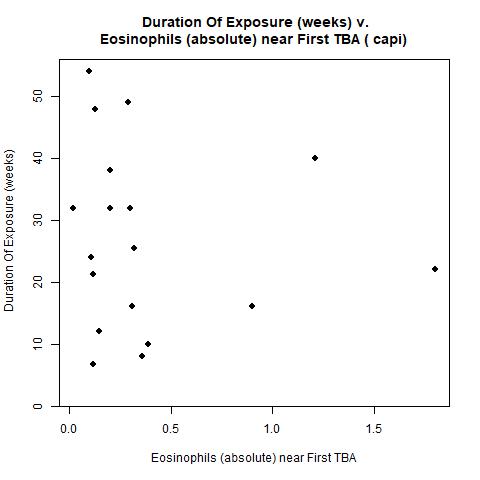 Duration Of Exposure (weeks) v.
Eosinophils (absolute) near First TBA ( capi)
Duration Of Exposure (weeks)
50
40
30
20
10
0
0.0 0.5 1.0 1.5
Eosinophils (absolute) near First TBA